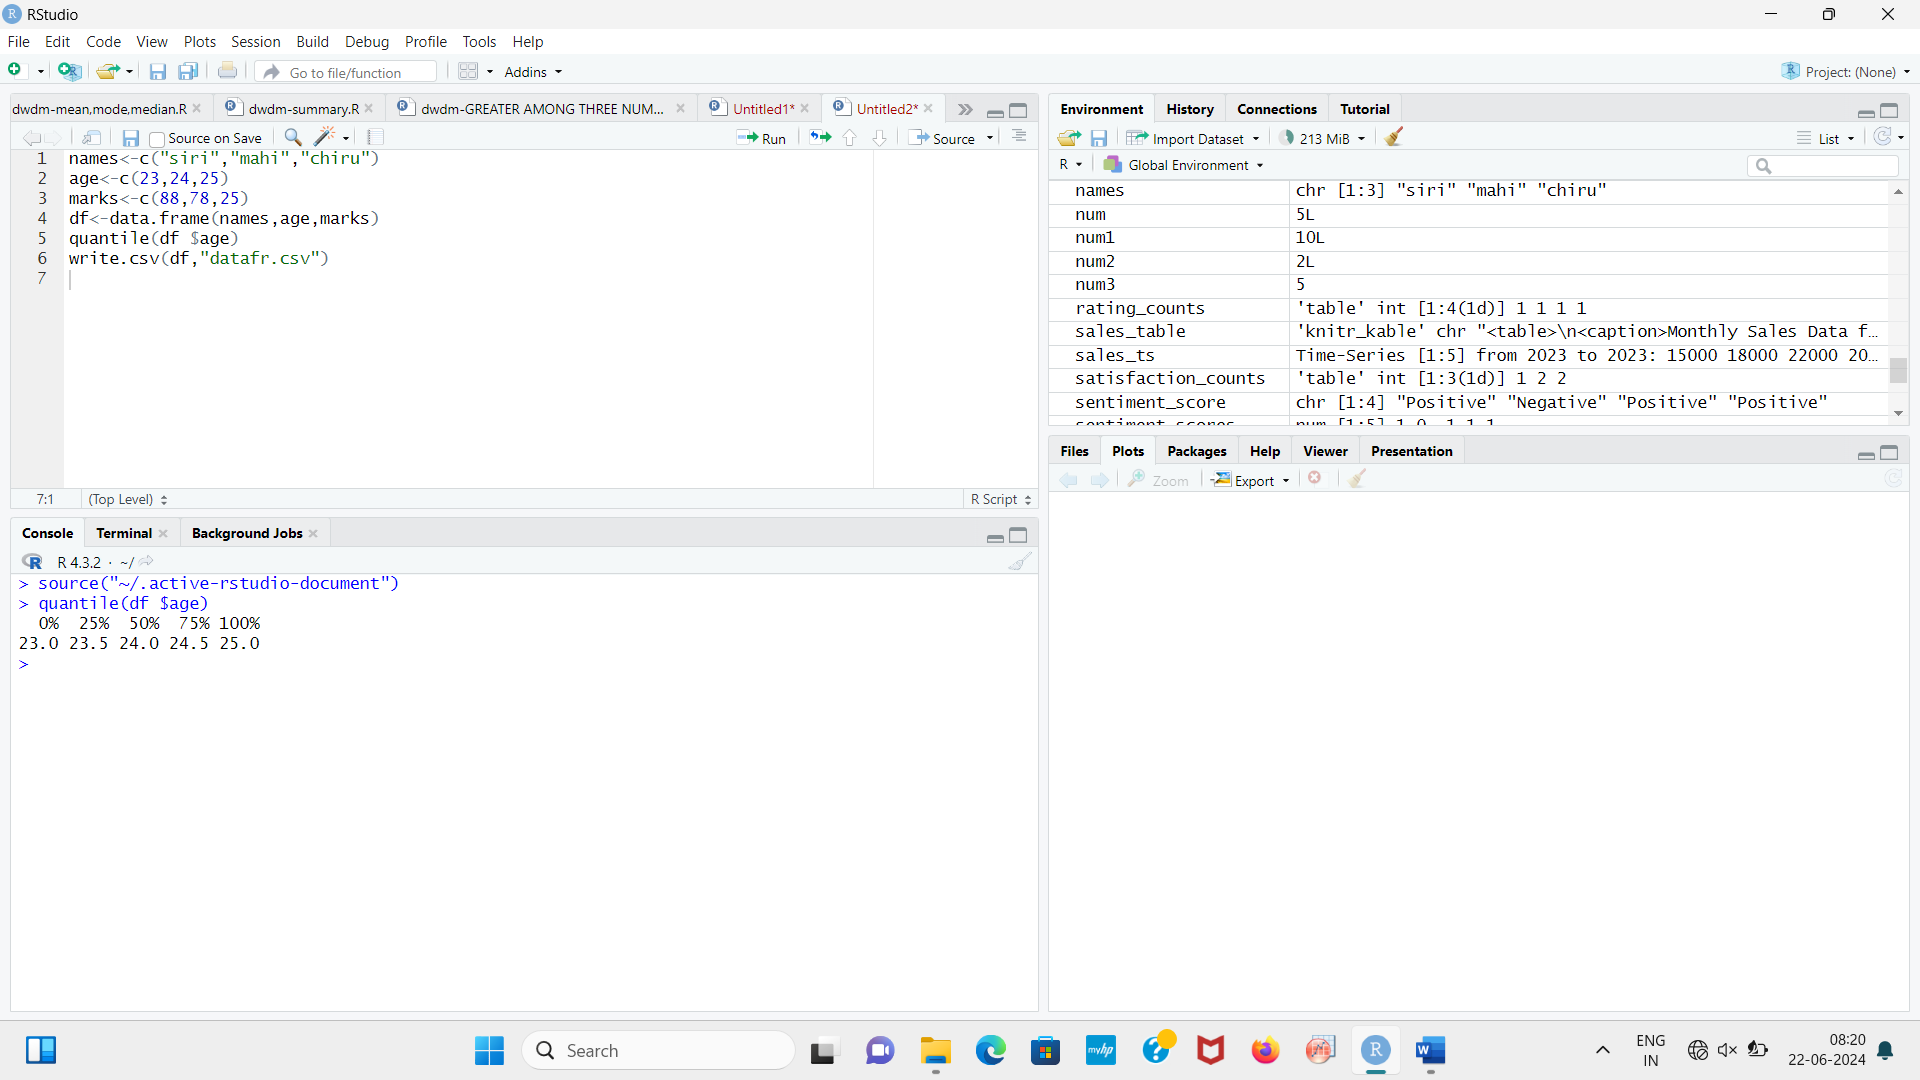 RStudio
File Edit Code View Plots Session Build Debug Profile Tools Help
Go to file/function Addins Project: (None)
dwdm-mean,mode,median.R dwdm-summary.R dwdm-GREATER AMONG THREE NUM... Untitled1* Untitled2*
Source on Save Run Source
1 names<-c("siri","mahi","chiru")
2 age<-c(23,24,25)
3 marks<-c(88,78,25)
4 df<-data.frame(names,age,marks)
5 quantile(df $age)
6 write.csv(df,"datafr.csv")
7
7:1 (Top Level) R Script
Console Terminal Background Jobs
R 4.3.2 · ~/
> source("~/.active-rstudio-document")
> quantile(df $age)
0% 25% 50% 75% 100%
23.0 23.5 24.0 24.5 25.0
>
Environment History Connections Tutorial
Import Dataset 213 MiB List
R Global Environment
names chr [1:3] "siri" "mahi" "chiru"
num 5L
num1 10L
num2 2L
num3 5
rating_counts 'table' int [1:4(1d)] 1 1 1 1
sales_table 'knitr_kable' chr "<table>\n<caption>Monthly Sales Data f...
sales_ts Time-Series [1:5] from 2023 to 2023: 15000 18000 22000 20...
satisfaction_counts 'table' int [1:3(1d)] 1 2 2
sentiment_score chr [1:4] "Positive" "Negative" "Positive" "Positive"
Files Plots Packages Help Viewer Presentation
Zoom Export
Search
myhp
ENG
IN
08:20
22-06-2024